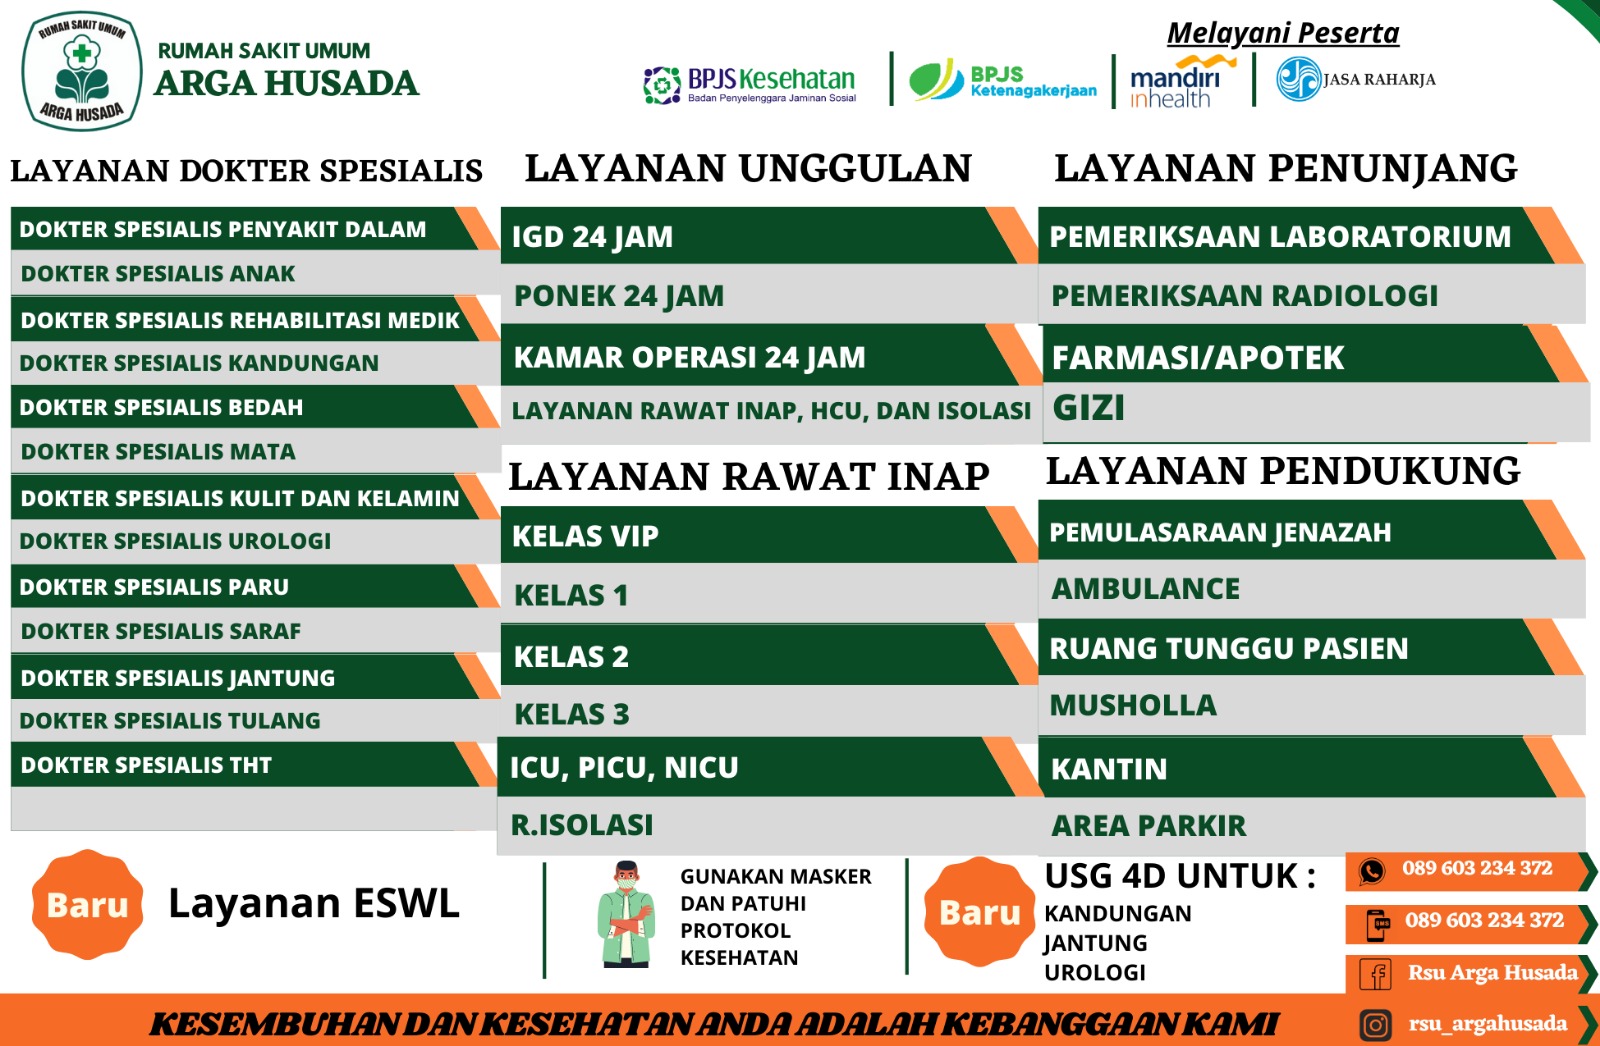 RUMAH SAKIT UMUM
ARGA HUSADA
RUMAH SAKIT UMUM
ARGA HUSADA
Melayani Peserta
BPJS Kesehatan
Badan Penyelenggara Jaminan Sosial
BPJS
Ketenagakerjaan
mandiri
inhealth
JASA RAHARJA
LAYANAN DOKTER SPESIALIS
DOKTER SPESIALIS PENYAKIT DALAM
DOKTER SPESIALIS ANAK
DOKTER SPESIALIS REHABILITASI MEDIK
DOKTER SPESIALIS KANDUNGAN
DOKTER SPESIALIS BEDAH
DOKTER SPESIALIS MATA
DOKTER SPESIALIS KULIT DAN KELAMIN
DOKTER SPESIALIS UROLOGI
DOKTER SPESIALIS PARU
DOKTER SPESIALIS SARAF
DOKTER SPESIALIS JANTUNG
DOKTER SPESIALIS TULANG
DOKTER SPESIALIS THT
LAYANAN UNGGULAN
IGD 24 JAM
PONEK 24 JAM
KAMAR OPERASI 24 JAM
LAYANAN RAWAT INAP, HCU, DAN ISOLASI
LAYANAN RAWAT INAP
KELAS VIP
KELAS 1
KELAS 2
KELAS 3
ICU, PICU, NICU
R.ISOLASI
LAYANAN PENUNJANG
PEMERIKSAAN LABORATORIUM
PEMERIKSAAN RADIOLOGI
FARMASI/APOTEK
GIZI
LAYANAN PENDUKUNG
PEMULASARAAN JENAZAH
AMBULANCE
RUANG TUNGGU PASIEN
MUSHOLLA
KANTIN
AREA PARKIR
Baru
Layanan ESWL
GUNAKAN MASKER
DAN PATUHI
PROTOKOL
KESEHATAN
Baru
USG 4D UNTUK :
KANDUNGAN
JANTUNG
UROLOGI
089 603 234 372
089 603 234 372
Rsu Arga Husada
rsu_argahusada
KESEMBUHAN DAN KESEHATAN ANDA ADALAH KEBANGGAAN KAMI